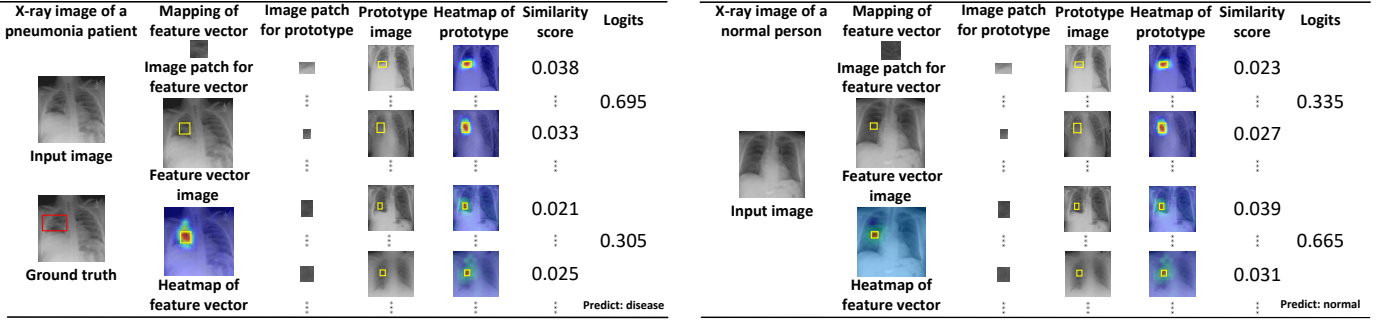 X-ray image of a
pneumonia patient
Mapping of
feature vector
Image patch
for prototype
Prototype
image
Heatmap of
prototype
Similarity
score
Logits
Image patch for
feature vector
0.038
0.695
0.033
Input image
Feature vector
image
0.021
0.305
Ground truth
0.025
Heatmap of
feature vector
Predict: disease
X-ray image of a
normal person
Mapping of
feature vector
Image patch
for prototype
Prototype
image
Heatmap of
prototype
Similarity
score
Logits
Image patch for
feature vector
0.023
0.335
0.027
Feature vector
image
Input image
0.039
0.665
0.031
Heatmap of
feature vector
Predict: normal